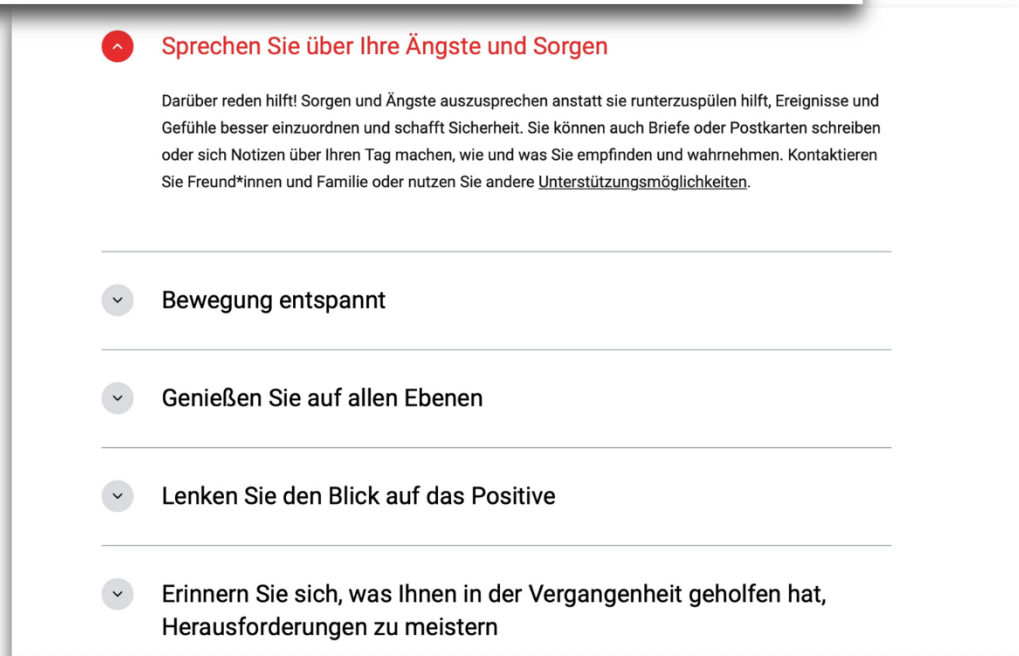 Sprechen Sie über Ihre Ängste und Sorgen
Darüber reden hilft! Sorgen und Ängste auszusprechen anstatt sie runterzuspülen hilft, Ereignisse und
Gefühle besser einzuordnen und schafft Sicherheit. Sie können auch Briefe oder Postkarten schreiben
oder sich Notizen über Ihren Tag machen, wie und was Sie empfinden und wahrnehmen. Kontaktieren
Sie Freund*innen und Familie oder nutzen Sie andere Unterstützungsmöglichkeiten.
Bewegung entspannt
Genießen Sie auf allen Ebenen
Lenken Sie den Blick auf das Positive
Erinnern Sie sich, was Ihnen in der Vergangenheit geholfen hat,
Herausforderungen zu meistern